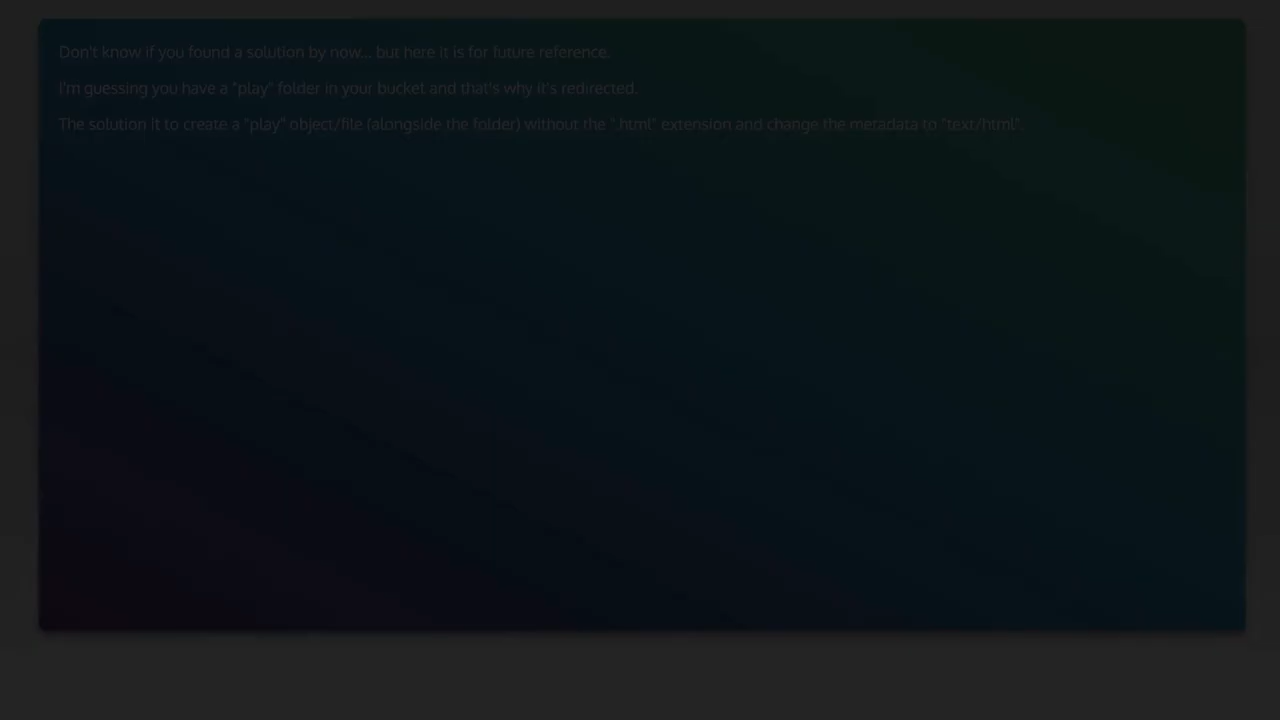 Don't know if you found a solution by now... but here it is for future reference.
I'm guessing you have a "play" folder in your bucket and that's why it's redirected.
The solution it to create a "play" object/file (alongside the folder) without the ".html" extension and change the metadata to "text/html".